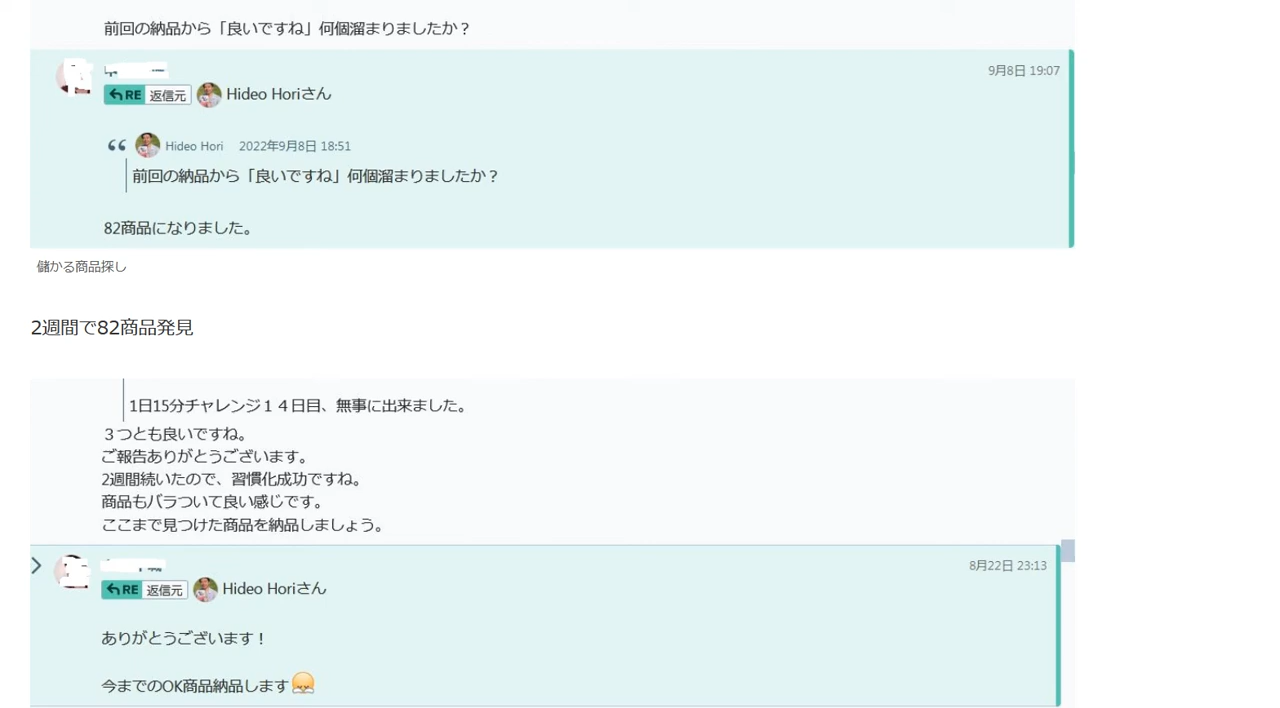 前回の納品から「良いですね」何個溜まりましたか？
9月8日 19:07
RE 返信元 Hideo Horiさん
Hideo Hori 2022年9月8日 18:51
前回の納品から「良いですね」何個溜まりましたか？
82商品になりました。
儲かる商品探し
2週間で82商品発見
1日15分チャレンジ１４日目、無事に出来ました。
３つとも良いですね。
ご報告ありがとうございます。
2週間続いたので、習慣化成功ですね。
商品もバラついて良い感じです。
ここまで見つけた商品を納品しましょう。
8月22日 23:13
RE 返信元 Hideo Horiさん
ありがとうございます！
今までのOK商品納品します